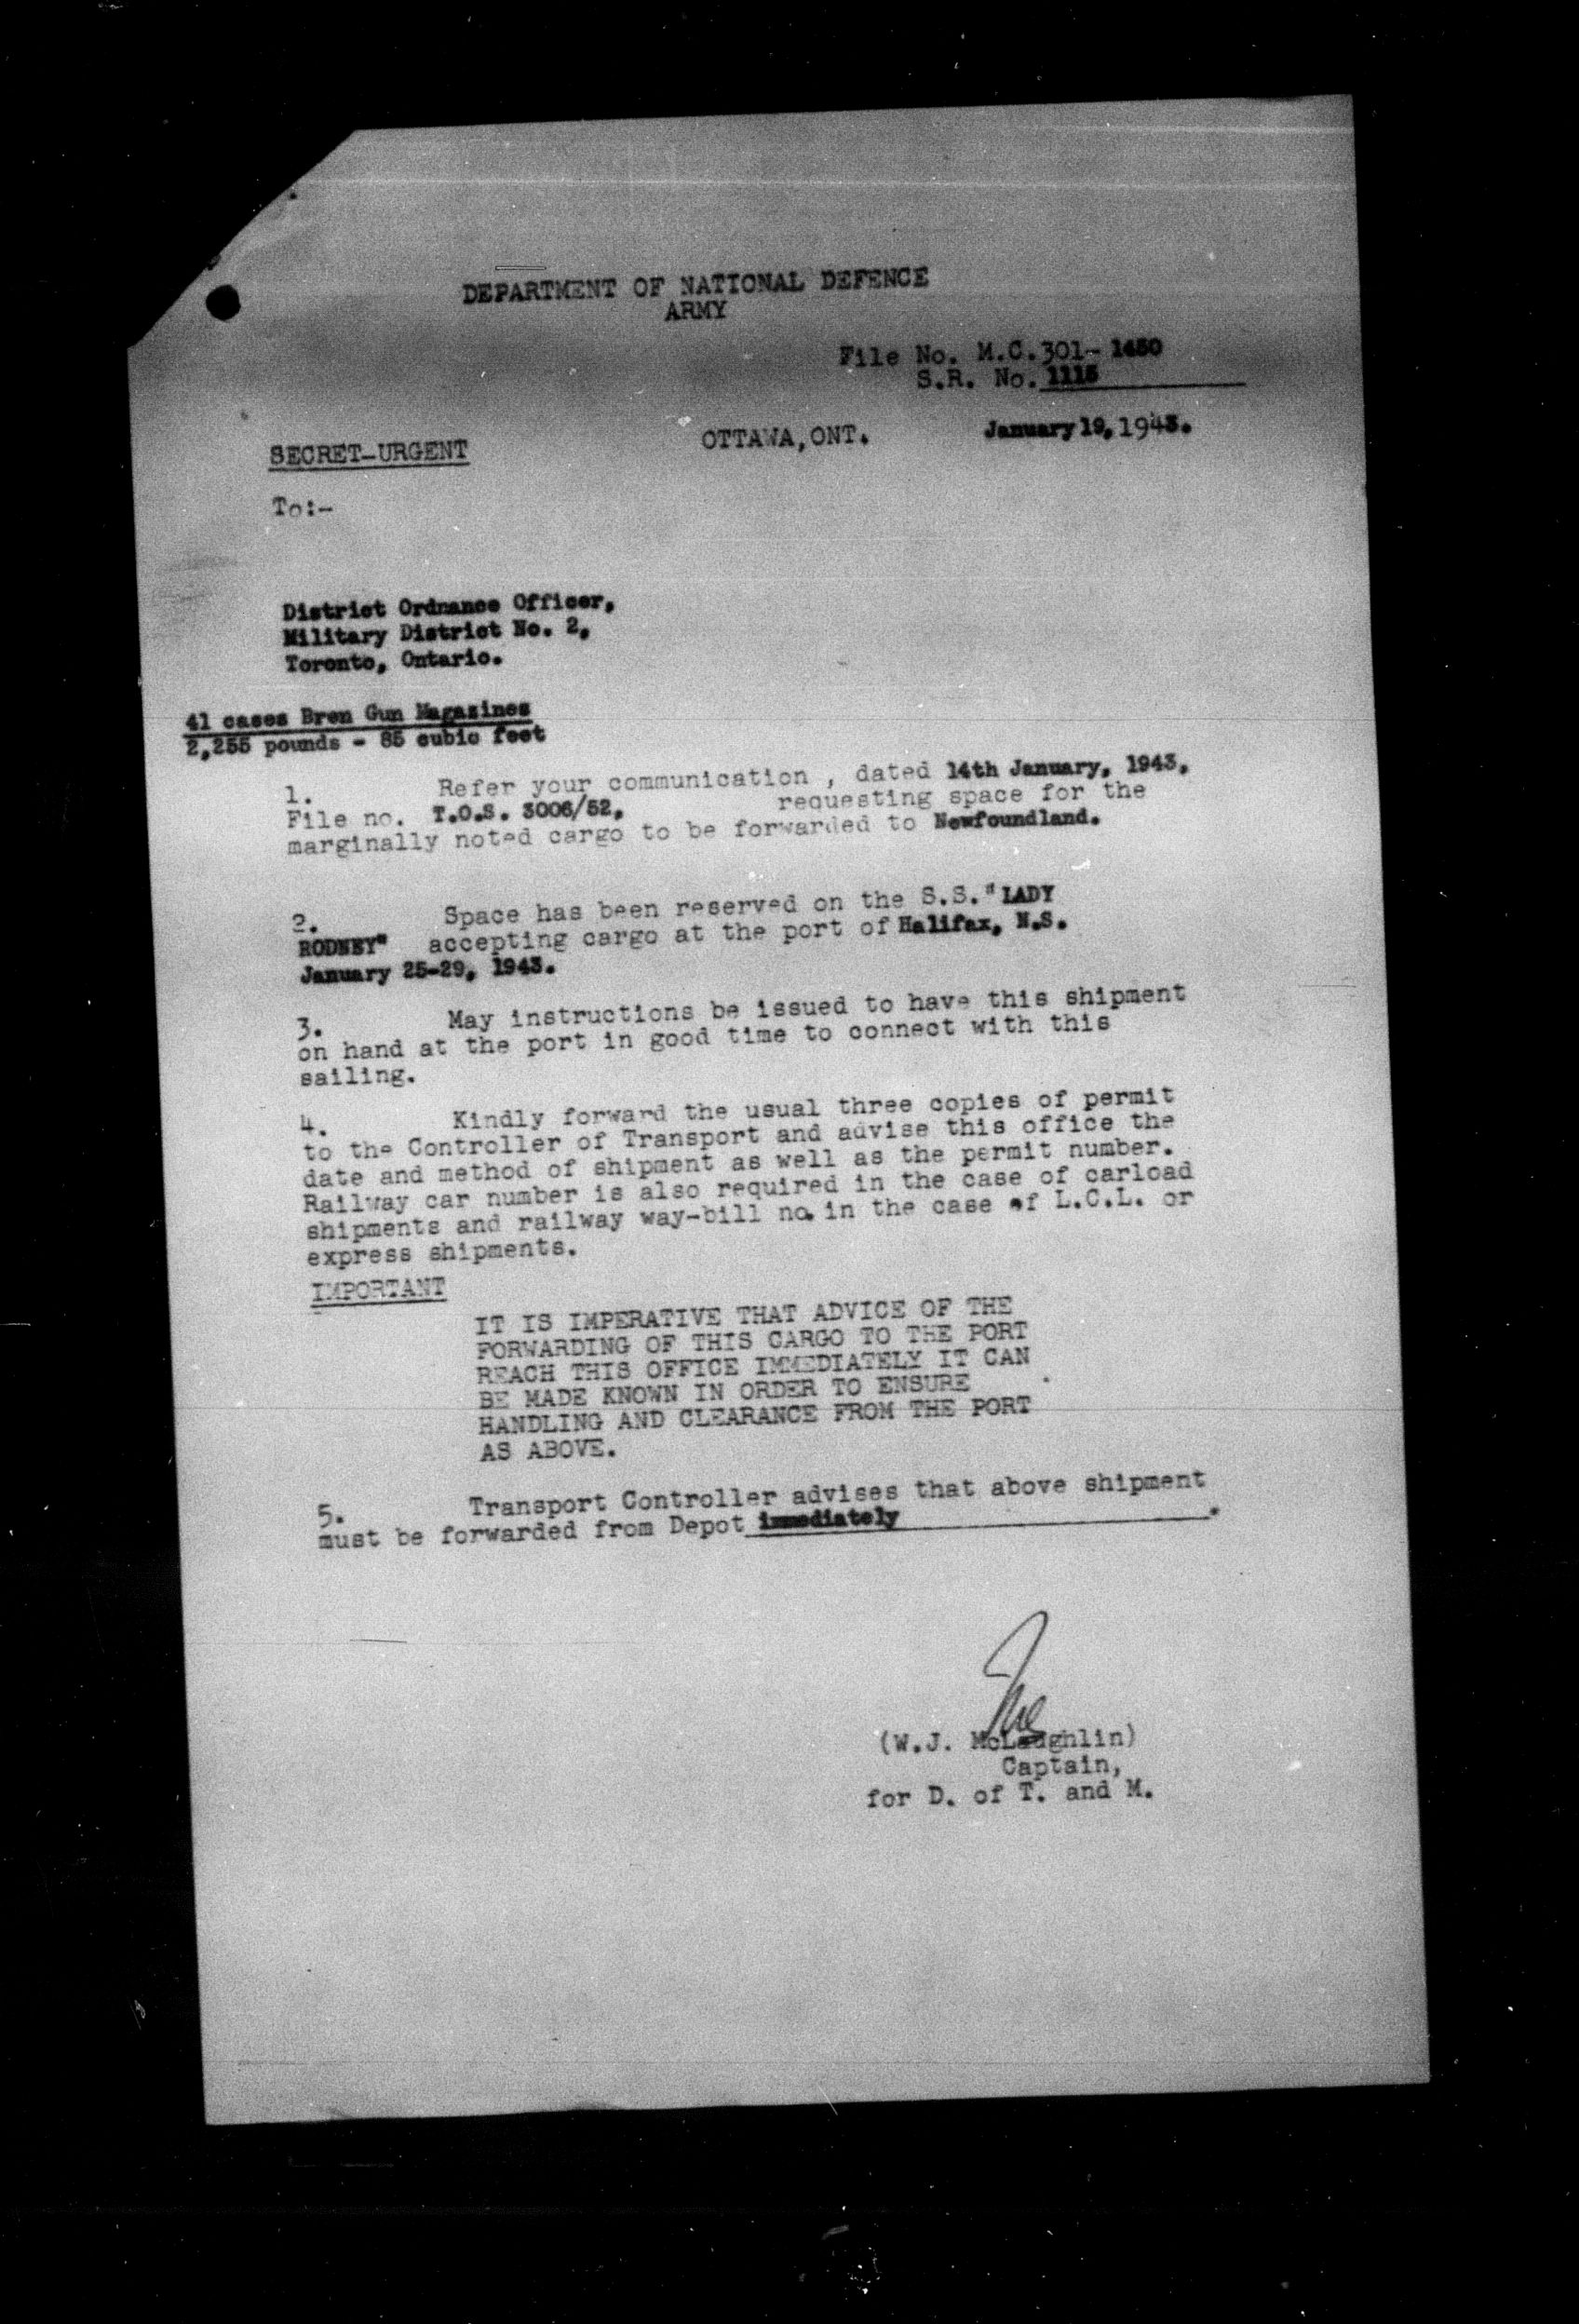 DEPARTMENT OF NATIONAL DEFENCE
ARMY
File No. M.C.301- 1450
S.R. No. 1115
SECRET-URGENT OTTAWA, ONT. January 19, 1943.
To:-
District Ordnance Officer,
Military District No. 2,
Toronto, Ontario.
41 cases Bren Gun Magazines
2,255 pounds - 85 cubic feet
1. Refer your communication , dated 14th January, 1943,
File no. T.O.S. 3006/52, requesting space for the
marginally noted cargo to be forwarded to Newfoundland.
2. Space has been reserved on the S.S. "LADY
RODNEY" accepting cargo at the port of Halifax, N.S.
January 25-29, 1943.
3. May instructions be issued to have this shipment
on hand at the port in good time to connect with this
sailing.
4. Kindly forward the usual three copies of permit
to the Controller of Transport and advise this office the
date and method of shipment as well as the permit number.
Railway car number is also required in the case of carload
shipments and railway way-bill no. in the case of L.C.L. or
express shipments.
IMPORTANT
IT IS IMPERATIVE THAT ADVICE OF THE
FORWARDING OF THIS CARGO TO THE PORT
REACH THIS OFFICE IMMEDIATELY IT CAN
BE MADE KNOWN IN ORDER TO ENSURE
HANDLING AND CLEARANCE FROM THE PORT
AS ABOVE.
5. Transport Controller advises that above shipment
must be forwarded from Depot immediately.
(W.J. McLaughlin)
Captain,
for D. of T. and M.